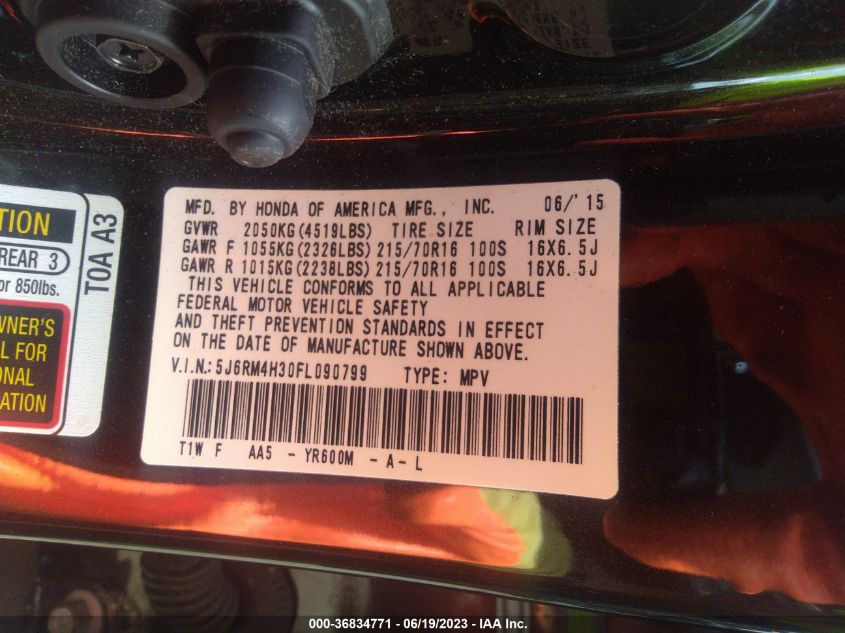 MFD. BY HONDA OF AMERICA MFG., INC. 06/'15
GVWR 2050KG(4519LBS) TIRE SIZE RIM SIZE
GAWR F 1055KG(2326LBS) 215/70R16 100S 16X6.5J
GAWR R 1015KG(2238LBS) 215/70R16 100S 16X6.5J
THIS VEHICLE CONFORMS TO ALL APPLICABLE
FEDERAL MOTOR VEHICLE SAFETY
AND THEFT PREVENTION STANDARDS IN EFFECT
ON THE DATE OF MANUFACTURE SHOWN ABOVE.
V.I.N.:5J6RM4H30FL090799 TYPE: MPV
T1W F AA5 - YR600M - A - L
REAR 3
or 850lbs.
T0A A3
WNER'S
L FOR
ONAL
ATION
000-36834771 - 06/19/2023 - IAA Inc.